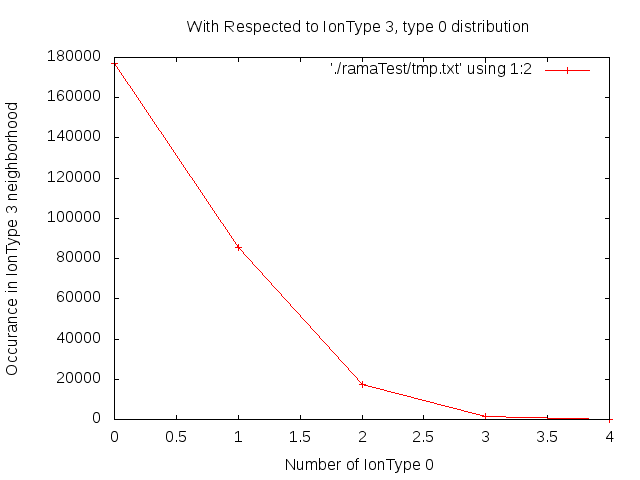 With Respected to IonType 3, type 0 distribution
180000
'./ramaTest/tmp.txt' using 1:2
160000
140000
120000
100000
80000
60000
40000
20000
0
Occurance in IonType 3 neighborhood
0 0.5 1 1.5 2 2.5 3 3.5 4
Number of IonType 0